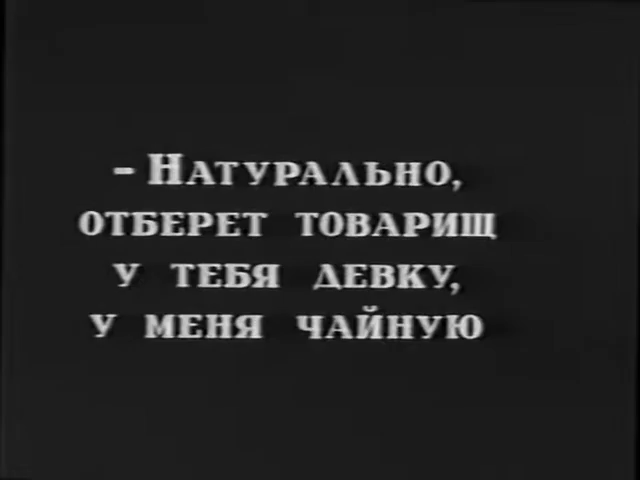 - Натурально,
отберет товарищ
у тебя девку,
у меня чайную